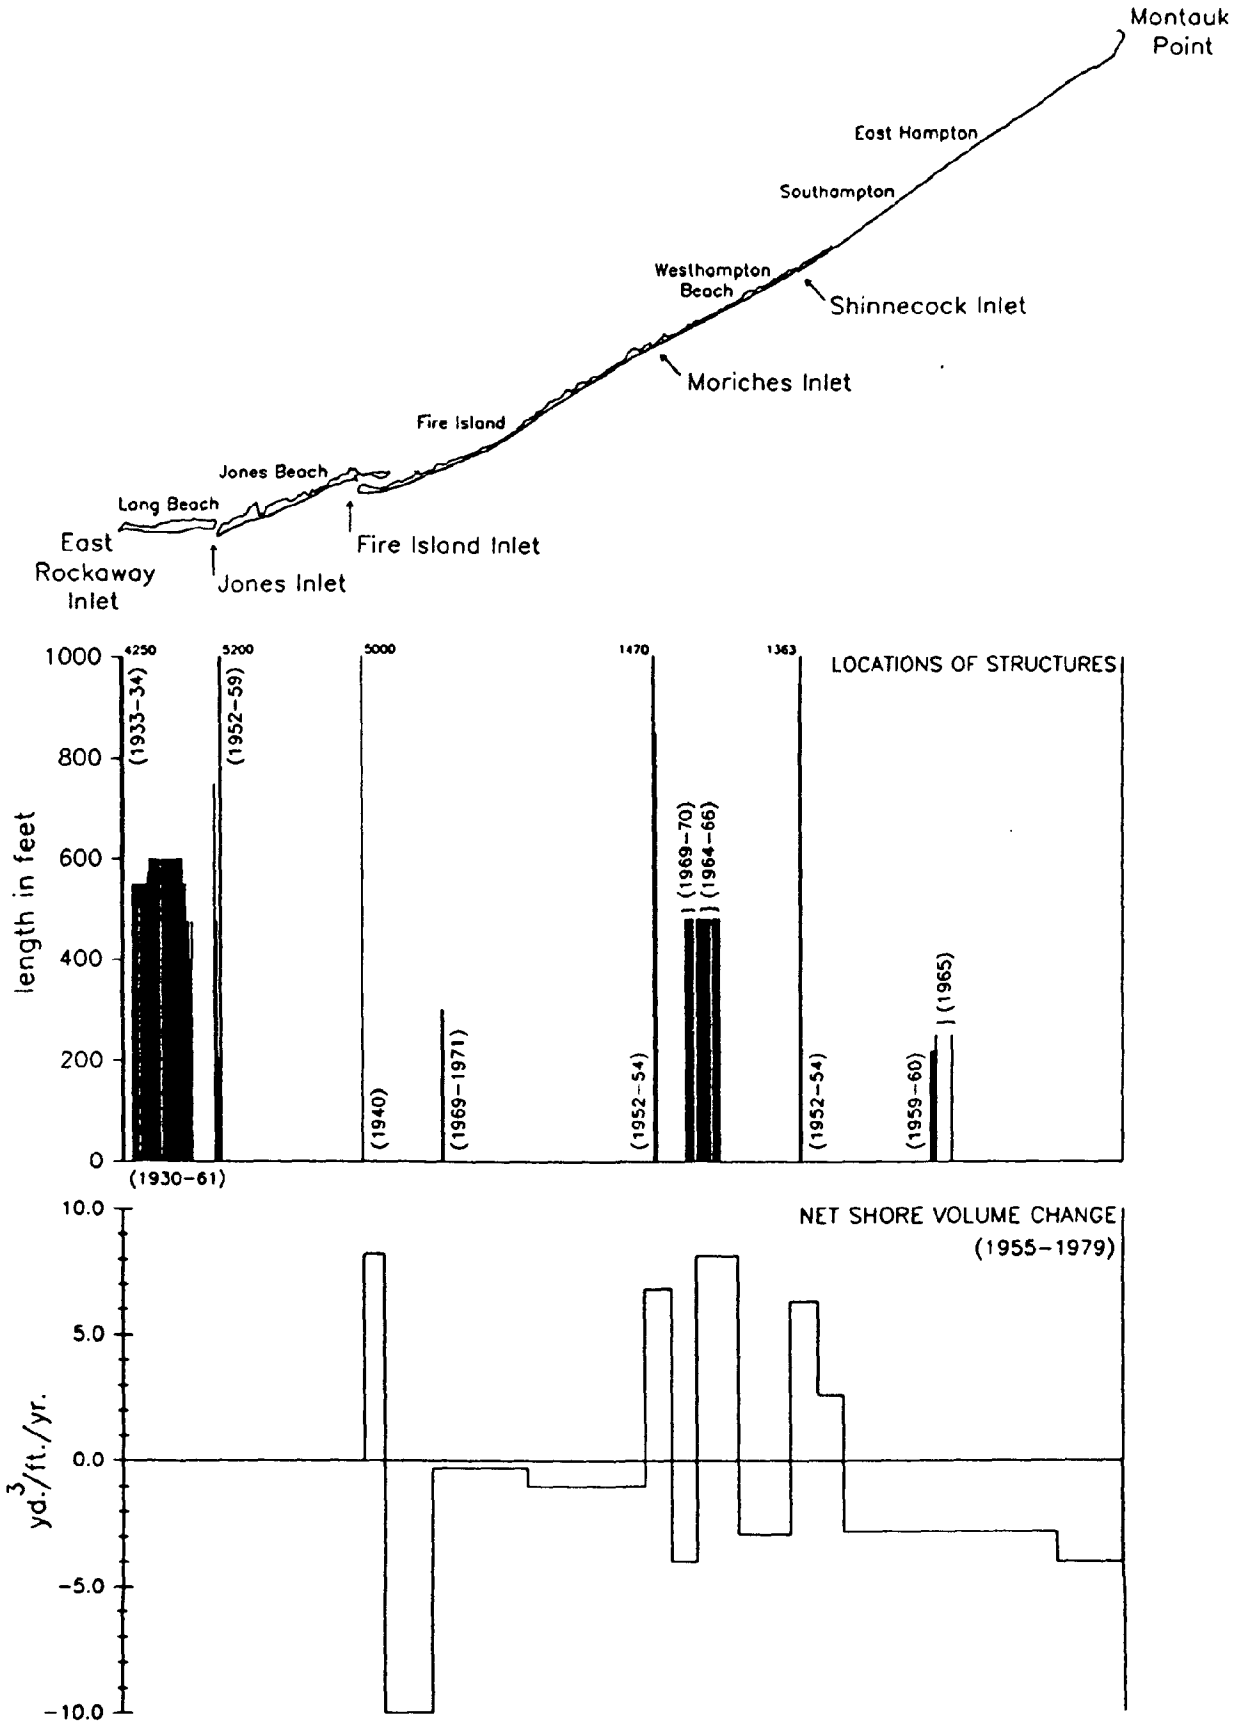 Montauk
Point
East Hampton
Southampton
Westhampton
Beach
Shinnecock Inlet
Moriches Inlet
Fire Island
Jones Beach
Long Beach
Fire Island Inlet
East
Rockaway
Inlet
Jones Inlet
4250
5200
5000
1470
1363
LOCATIONS OF STRUCTURES
1000
800
600
400
200
0
length in feet
(1933-34)
(1952-59)
(1930-61)
(1940)
(1969-1971)
(1952-54)
(1969-70)
(1964-66)
(1952-54)
(1959-60)
(1965)
NET SHORE VOLUME CHANGE
(1955-1979)
10.0
5.0
0.0
-5.0
-10.0
yd.³/ft./yr.